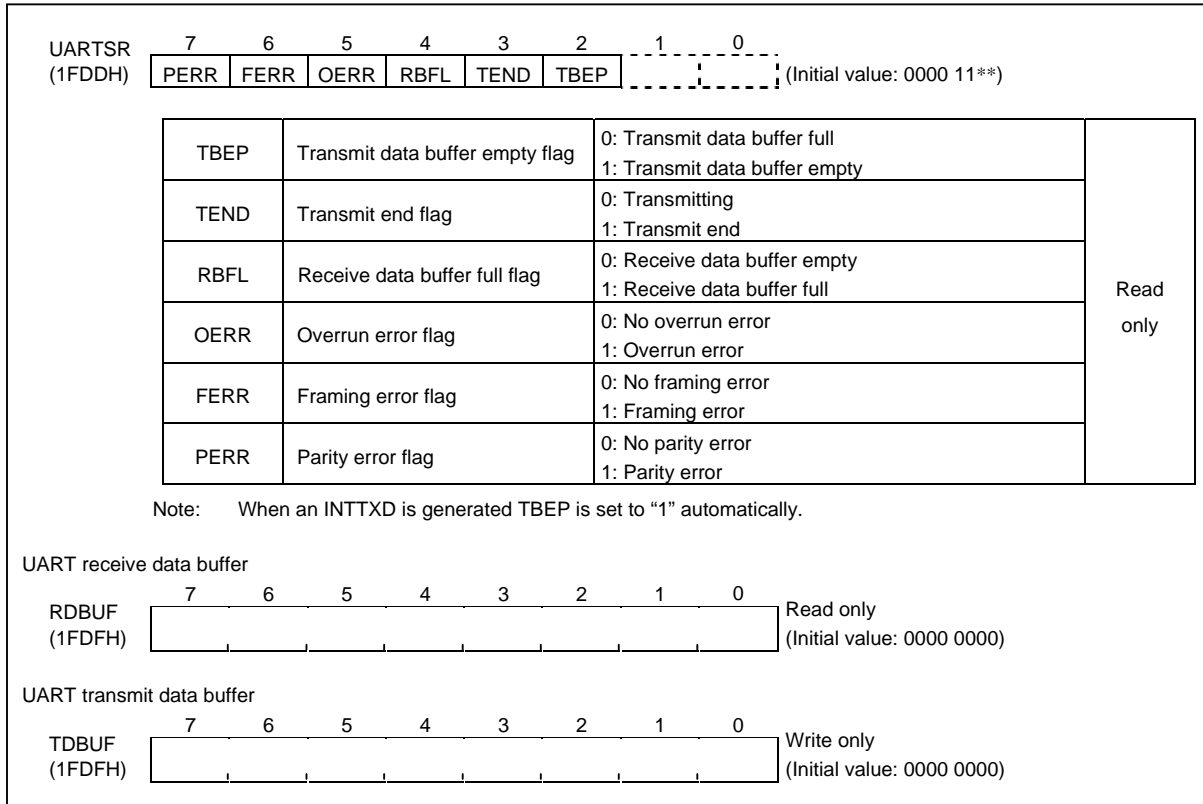 UARTSR 7 6 5 4 3 2 1 0
(1FDDH) PERR FERR OERR RBFL TEND TBEP (Initial value: 0000 11**)
TBEP Transmit data buffer empty flag 0: Transmit data buffer full
1: Transmit data buffer empty
TEND Transmit end flag 0: Transmitting
1: Transmit end
RBFL Receive data buffer full flag 0: Receive data buffer empty
1: Receive data buffer full
OERR Overrun error flag 0: No overrun error
1: Overrun error
FERR Framing error flag 0: No framing error
1: Framing error
PERR Parity error flag 0: No parity error
1: Parity error
Read
only
Note: When an INTTXD is generated TBEP is set to “1” automatically.
UART receive data buffer
7 6 5 4 3 2 1 0
RDBUF Read only
(1FDFH) (Initial value: 0000 0000)
UART transmit data buffer
7 6 5 4 3 2 1 0
TDBUF Write only
(1FDFH) (Initial value: 0000 0000)